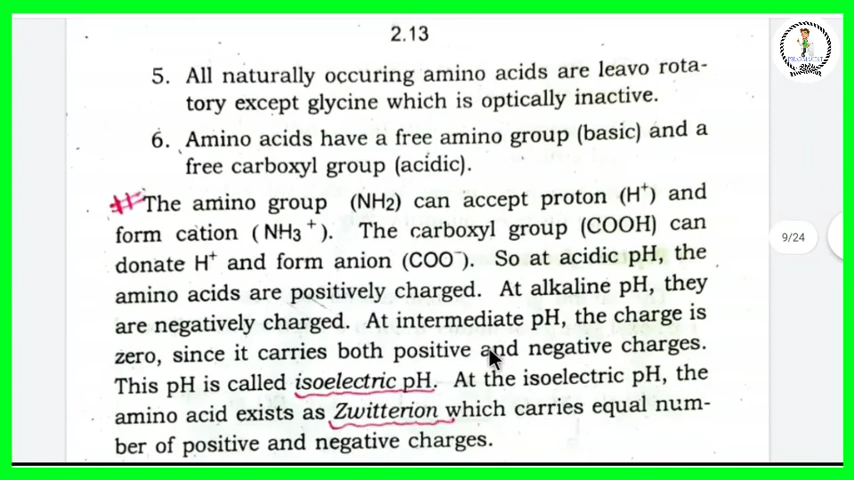 2.13
5. All naturally occuring amino acids are leavo rota-
tory except glycine which is optically inactive.
6. Amino acids have a free amino group (basic) and a
free carboxyl group (acidic).
The amino group (NH2) can accept proton (H⁺) and
form cation (NH3⁺). The carboxyl group (COOH) can
donate H⁺ and form anion (COO⁻). So at acidic pH, the
amino acids are positively charged. At alkaline pH, they
are negatively charged. At intermediate pH, the charge is
zero, since it carries both positive and negative charges.
This pH is called isoelectric pH. At the isoelectric pH, the
amino acid exists as Zwitterion which carries equal num-
ber of positive and negative charges.
9/24